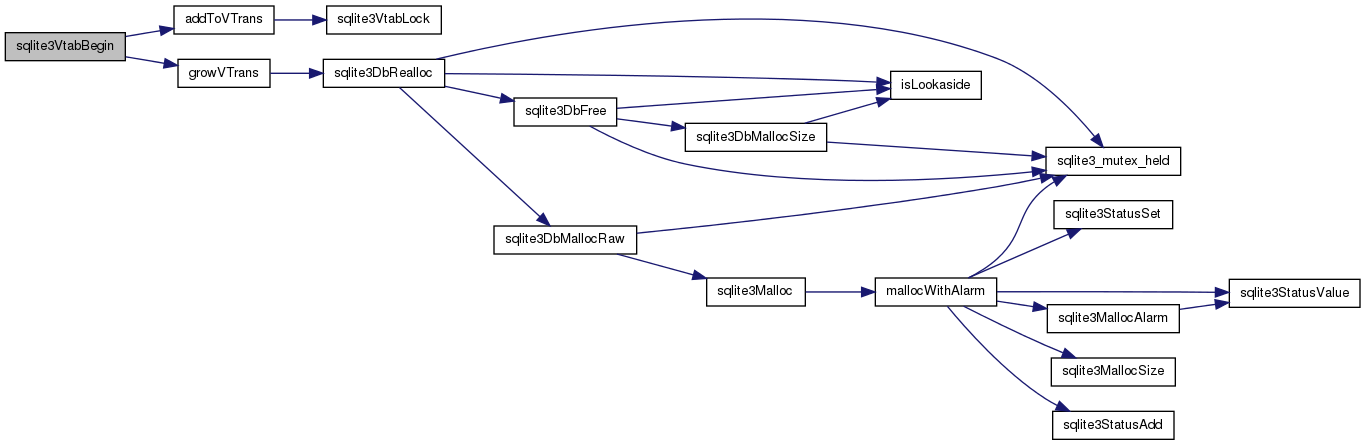 sqlite3VtabBegin
addToVTrans
sqlite3VtabLock
growVTrans
sqlite3DbRealloc
sqlite3DbFree
sqlite3DbMallocSize
isLookaside
sqlite3_mutex_held
sqlite3DbMallocRaw
sqlite3Malloc
mallocWithAlarm
sqlite3StatusSet
sqlite3StatusValue
sqlite3MallocAlarm
sqlite3MallocSize
sqlite3StatusAdd